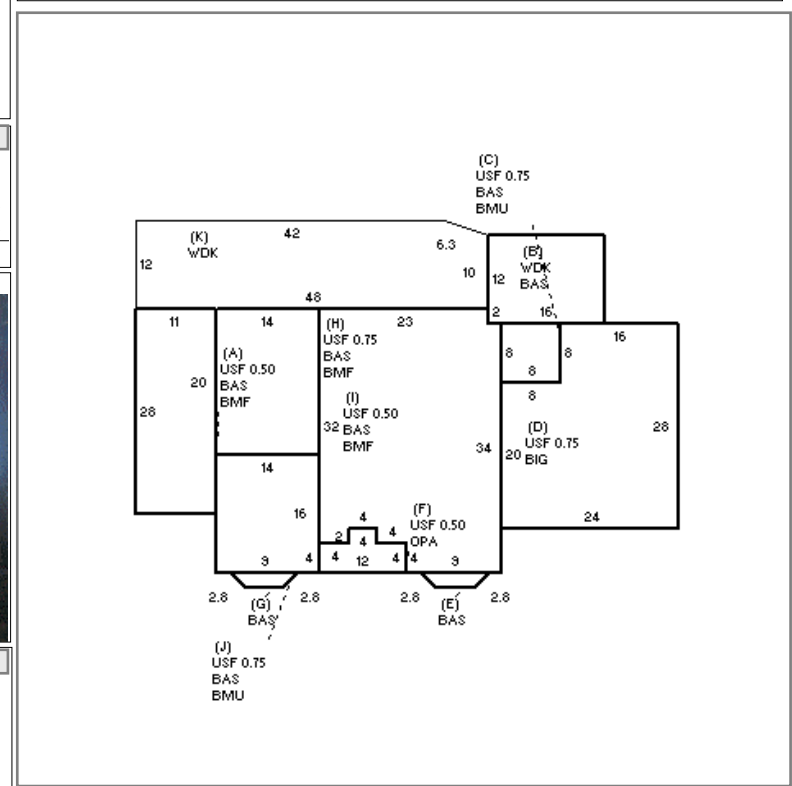 (C)
USF 0.75
BAS
BMU
(K)
WDK
42
6.3
12
10
48
(B)
WDK
BAS
12
2
16
11
14
23
16
(H)
USF 0.75
BAS
BMF
(A)
USF 0.50
BAS
BMF
20
28
8
8
8
8
(I)
USF 0.50
BAS
BMF
32
34
(D)
USF 0.75
BIG
20
28
14
16
(F)
USF 0.50
OPA
4
4
2
4
24
9
4
4
12
4
4
9
2.8
2.8
2.8
2.8
(G)
BAS
(E)
BAS
(J)
USF 0.75
BAS
BMU